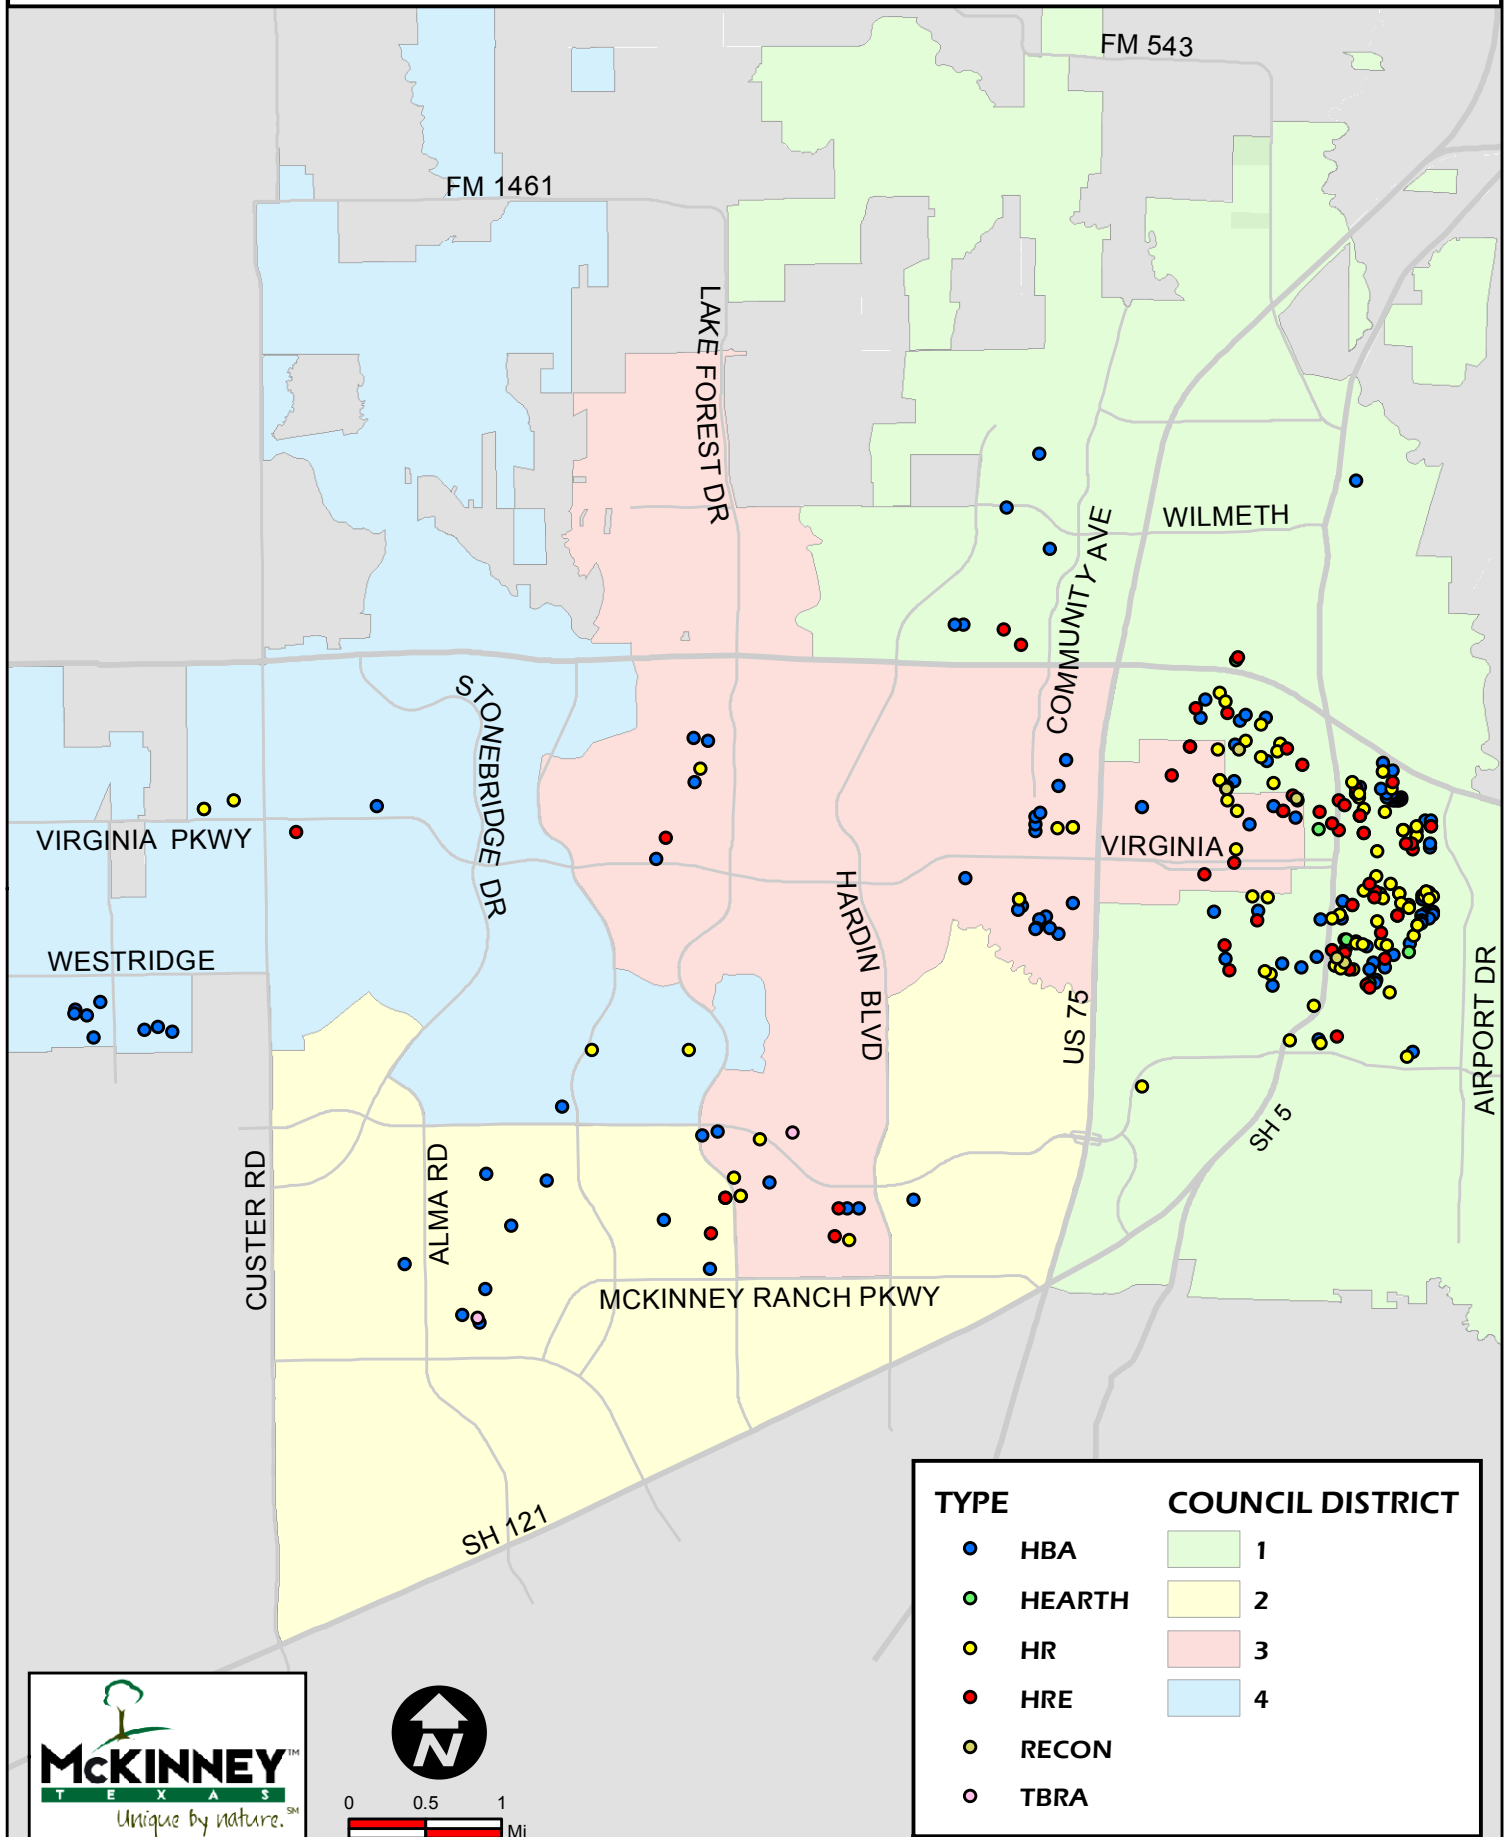 FM 543
FM 1461
LAKE FOREST DR
COMMUNITY AVE
WILMETH
STONEBRIDGE DR
VIRGINIA PKWY
VIRGINIA
HARDIN BLVD
WESTRIDGE
US 75
AIRPORT DR
SH 5
CUSTER RD
ALMA RD
MCKINNEY RANCH PKWY
SH 121
TYPE
HBA
HEARTH
HR
HRE
RECON
TBRA
COUNCIL DISTRICT
1
2
3
4
McKINNEY™
TEXAS
Unique by nature.℠
N
0 0.5 1
Mi